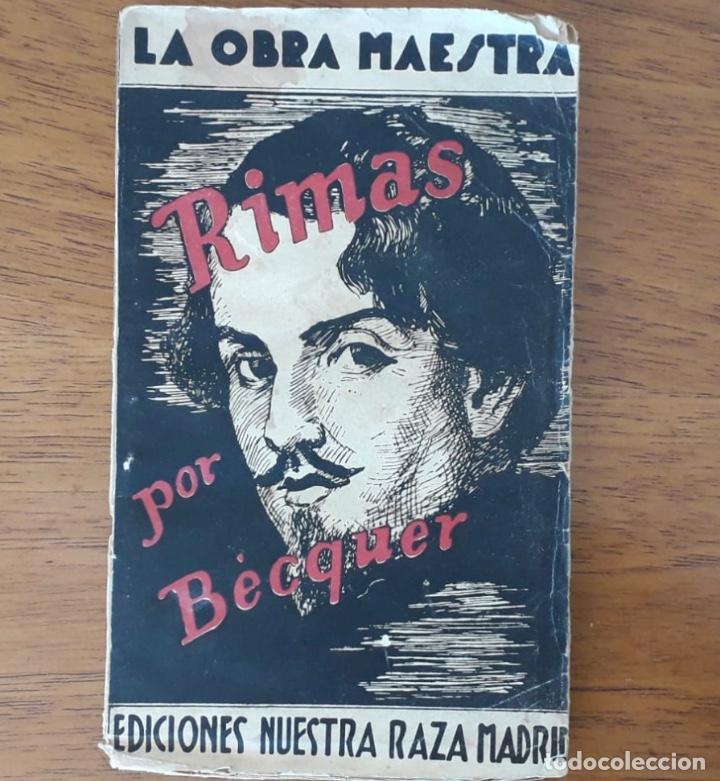 LA OBRA MAESTRA
Rimas
por
Bécquer
EDICIONES NUESTRA RAZA MADRID
todocoleccion